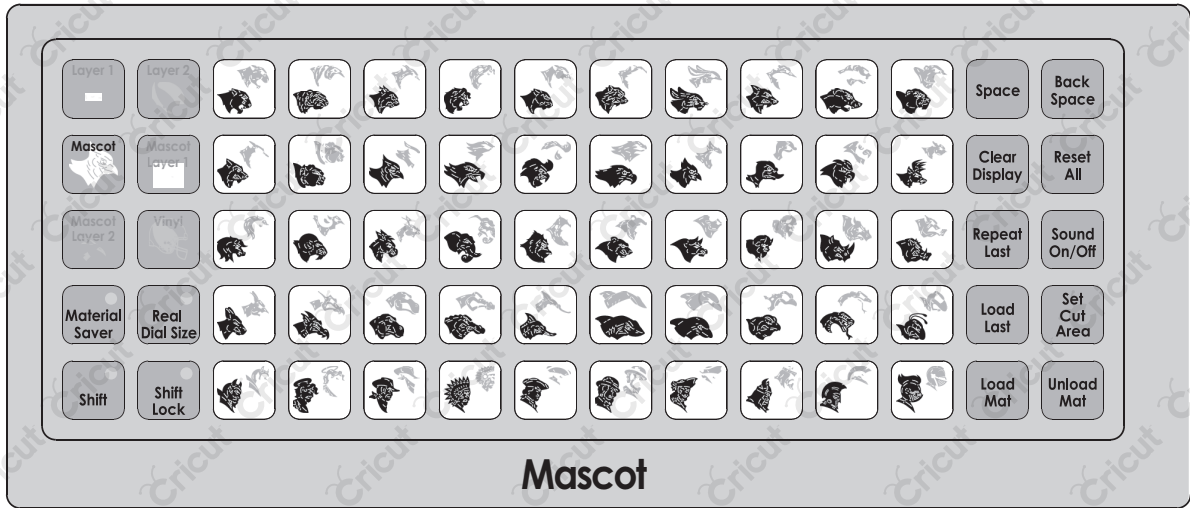 Layer 1
Layer 2
Space
Back
Space
Mascot
Mascot
Layer 1
Clear
Display
Reset
All
Mascot
Layer 2
Vinyl
Repeat
Last
Sound
On/Off
Material
Saver
Real
Dial Size
Load
Last
Set
Cut
Area
Shift
Shift
Lock
Load
Mat
Unload
Mat
Mascot
Cricut